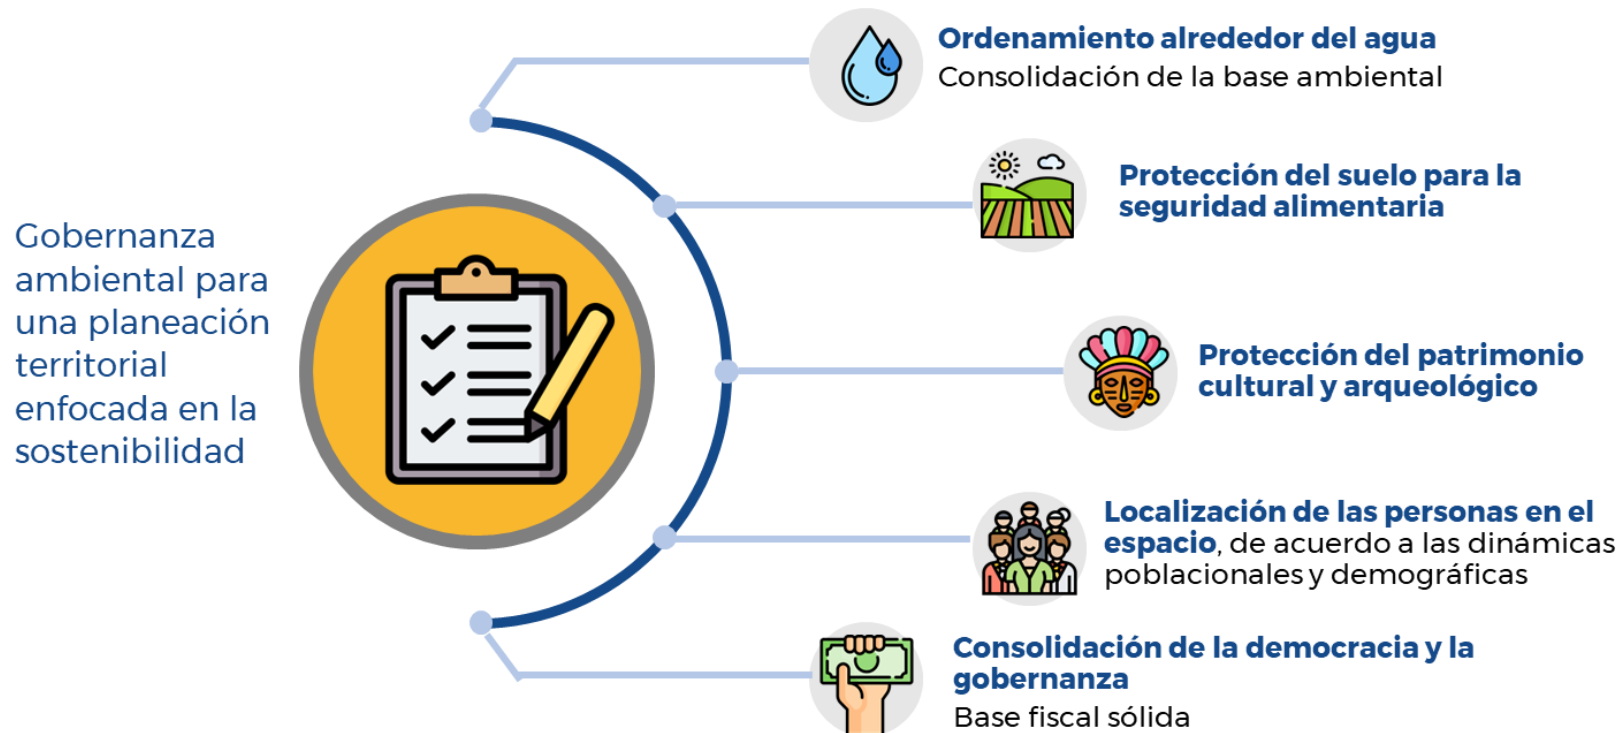 Gobernanza
ambiental para
una planeación
territorial
enfocada en la
sostenibilidad
Ordenamiento alrededor del agua
Consolidación de la base ambiental
Protección del suelo para la
seguridad alimentaria
Protección del patrimonio
cultural y arqueológico
Localización de las personas en el
espacio, de acuerdo a las dinámicas
poblacionales y demográficas
Consolidación de la democracia y la
gobernanza
Base fiscal sólida